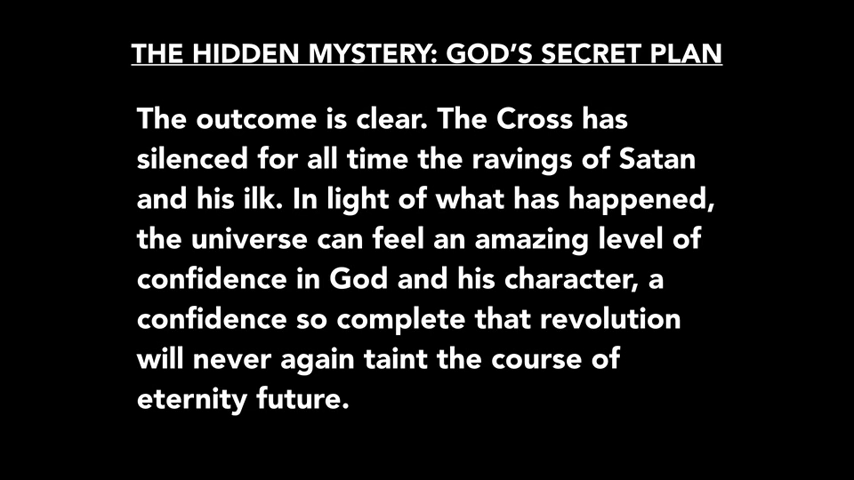 THE HIDDEN MYSTERY: GOD’S SECRET PLAN
The outcome is clear. The Cross has
silenced for all time the ravings of Satan
and his ilk. In light of what has happened,
the universe can feel an amazing level of
confidence in God and his character, a
confidence so complete that revolution
will never again taint the course of
eternity future.